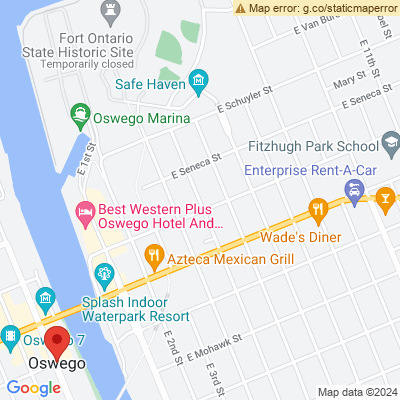 Map error: g.co/staticmaperror
Fort Ontario
State Historic Site
Temporarily closed
E Van Bur
E 11th St
bel St
Mary St
E Seneca St
Safe Haven
E Schuyler St
Oswego Marina
E 1st St
Fitzhugh Park School
E Seneca St
Enterprise Rent-A-Car
Best Western Plus
Oswego Hotel And...
Wade's Diner
Azteca Mexican Grill
Splash Indoor
Waterpark Resort
Oswego 7
Oswego
E 2nd St
E Mohawk St
E 3rd St
Google
Map data ©2024